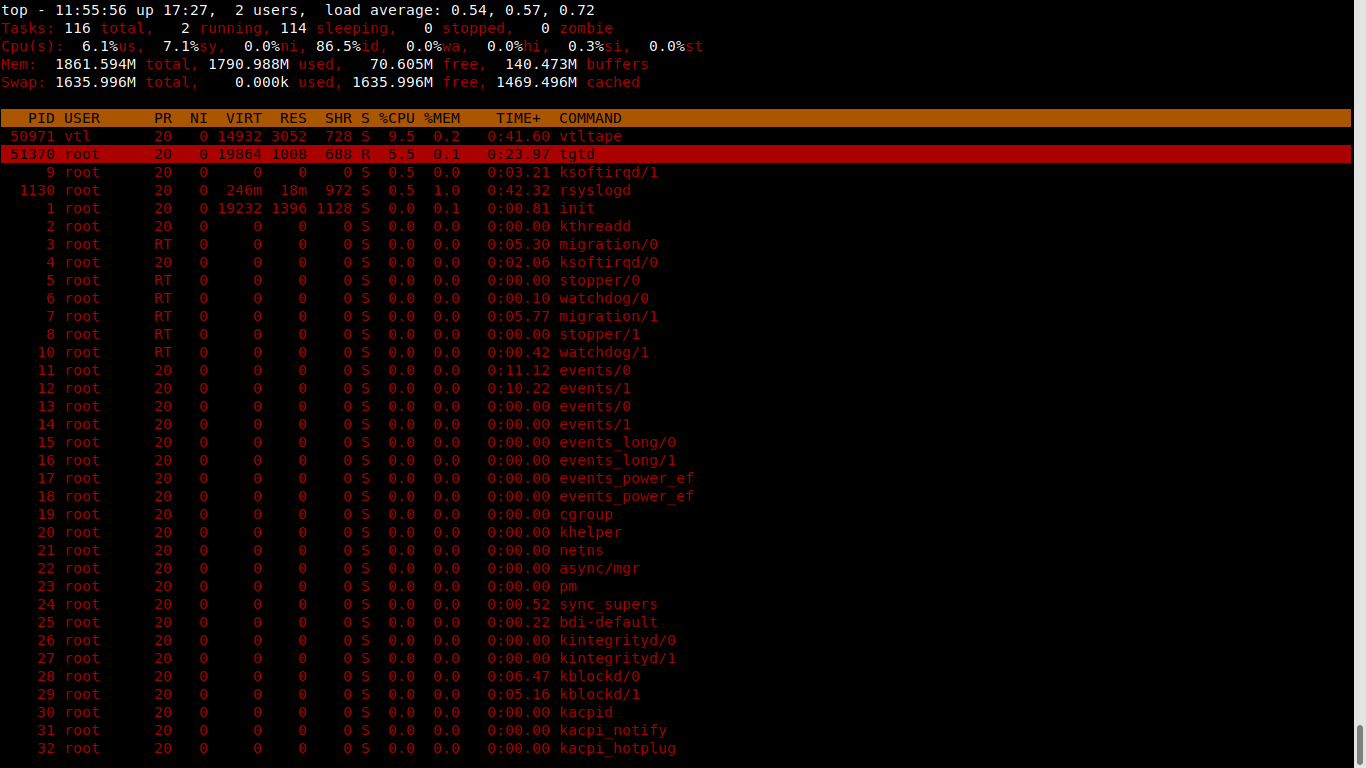 top - 11:55:56 up 17:27,  2 users,  load average: 0.54, 0.57, 0.72
Tasks: 116 total,   2 running, 114 sleeping,   0 stopped,   0 zombie
Cpu(s):  6.1%us,  7.1%sy,  0.0%ni, 86.5%id,  0.0%wa,  0.0%hi,  0.3%si,  0.0%st
Mem:  1861.594M total, 1790.988M used,   70.605M free,  140.473M buffers
Swap: 1635.996M total,    0.000k used, 1635.996M free, 1469.496M cached
   PID USER      PR  NI  VIRT  RES  SHR S %CPU %MEM    TIME+  COMMAND
 50971 vtl       20   0 14932 3052  728 S  9.5  0.2   0:41.60 vtltape
 51370 root      20   0 19864 1008  688 R  5.5  0.1   0:23.97 tgtd
     9 root      20   0     0    0    0 S  0.5  0.0   0:03.21 ksoftirqd/1
  1130 root      20   0  246m  18m  972 S  0.5  1.0   0:42.32 rsyslogd
     1 root      20   0 19232 1396 1128 S  0.0  0.1   0:00.81 init
     2 root      20   0     0    0    0 S  0.0  0.0   0:00.00 kthreadd
     3 root      RT   0     0    0    0 S  0.0  0.0   0:05.30 migration/0
     4 root      20   0     0    0    0 S  0.0  0.0   0:02.06 ksoftirqd/0
     5 root      RT   0     0    0    0 S  0.0  0.0   0:00.00 stopper/0
     6 root      RT   0     0    0    0 S  0.0  0.0   0:00.10 watchdog/0
     7 root      RT   0     0    0    0 S  0.0  0.0   0:05.77 migration/1
     8 root      RT   0     0    0    0 S  0.0  0.0   0:00.00 stopper/1
    10 root      RT   0     0    0    0 S  0.0  0.0   0:00.42 watchdog/1
    11 root      20   0     0    0    0 S  0.0  0.0   0:11.12 events/0
    12 root      20   0     0    0    0 S  0.0  0.0   0:10.22 events/1
    13 root      20   0     0    0    0 S  0.0  0.0   0:00.00 events/0
    14 root      20   0     0    0    0 S  0.0  0.0   0:00.00 events/1
    15 root      20   0     0    0    0 S  0.0  0.0   0:00.00 events_long/0
    16 root      20   0     0    0    0 S  0.0  0.0   0:00.00 events_long/1
    17 root      20   0     0    0    0 S  0.0  0.0   0:00.00 events_power_ef
    18 root      20   0     0    0    0 S  0.0  0.0   0:00.00 events_power_ef
    19 root      20   0     0    0    0 S  0.0  0.0   0:00.00 cgroup
    20 root      20   0     0    0    0 S  0.0  0.0   0:00.00 khelper
    21 root      20   0     0    0    0 S  0.0  0.0   0:00.00 netns
    22 root      20   0     0    0    0 S  0.0  0.0   0:00.00 async/mgr
    23 root      20   0     0    0    0 S  0.0  0.0   0:00.00 pm
    24 root      20   0     0    0    0 S  0.0  0.0   0:00.52 sync_supers
    25 root      20   0     0    0    0 S  0.0  0.0   0:00.22 bdi-default
    26 root      20   0     0    0    0 S  0.0  0.0   0:00.00 kintegrityd/0
    27 root      20   0     0    0    0 S  0.0  0.0   0:00.00 kintegrityd/1
    28 root      20   0     0    0    0 S  0.0  0.0   0:06.47 kblockd/0
    29 root      20   0     0    0    0 S  0.0  0.0   0:05.16 kblockd/1
    30 root      20   0     0    0    0 S  0.0  0.0   0:00.00 kacpid
    31 root      20   0     0    0    0 S  0.0  0.0   0:00.00 kacpi_notify
    32 root      20   0     0    0    0 S  0.0  0.0   0:00.00 kacpi_hotplug